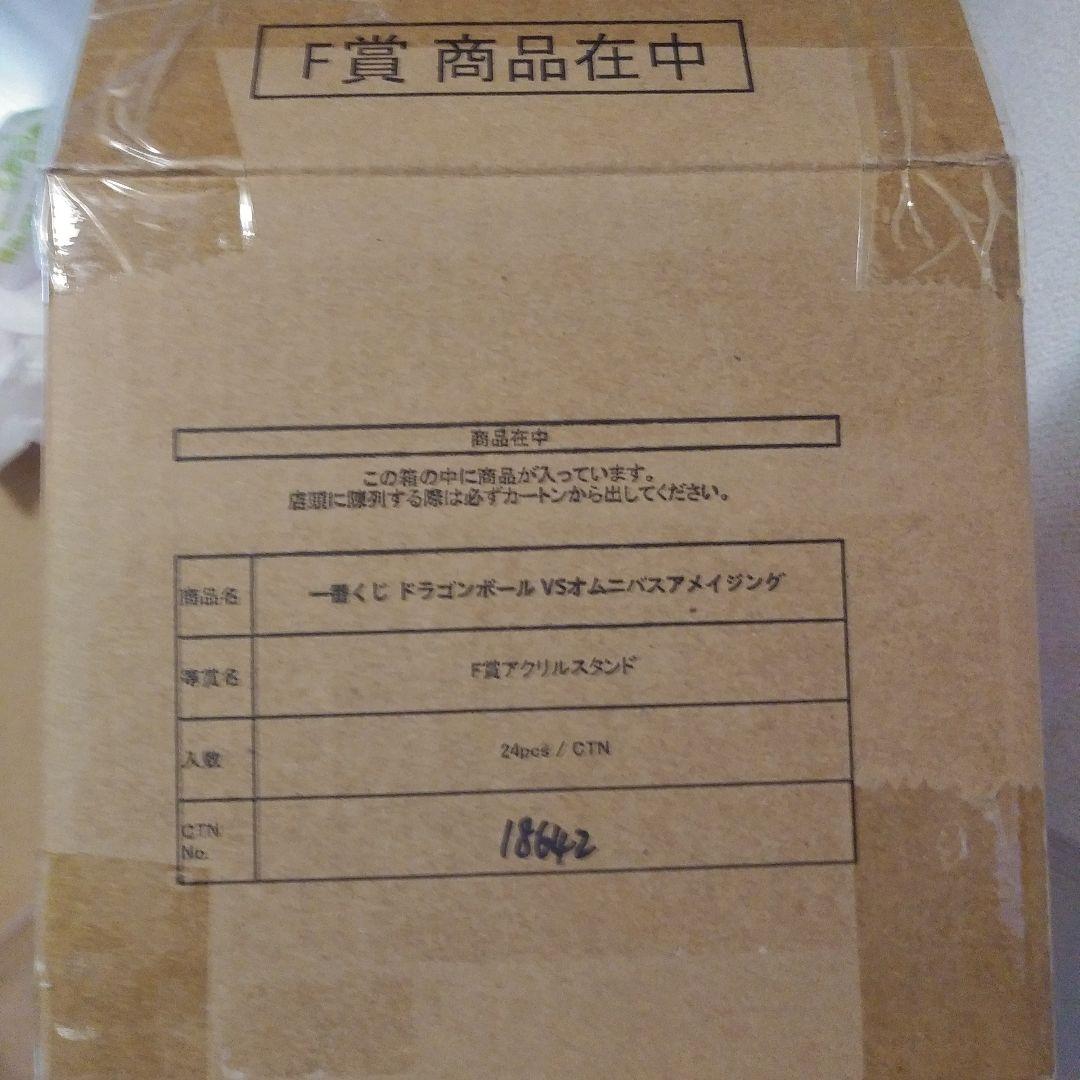 F賞 商品在中
商品在中
この箱の中に商品が入っています。
店頭に陳列する際は必ずカートンから出してください。
商品名 一番くじ ドラゴンボール VSオムニバスアメイジング
等賞名 F賞アクリルスタンド
入数 24pcs / CTN
CTN
No. 18642